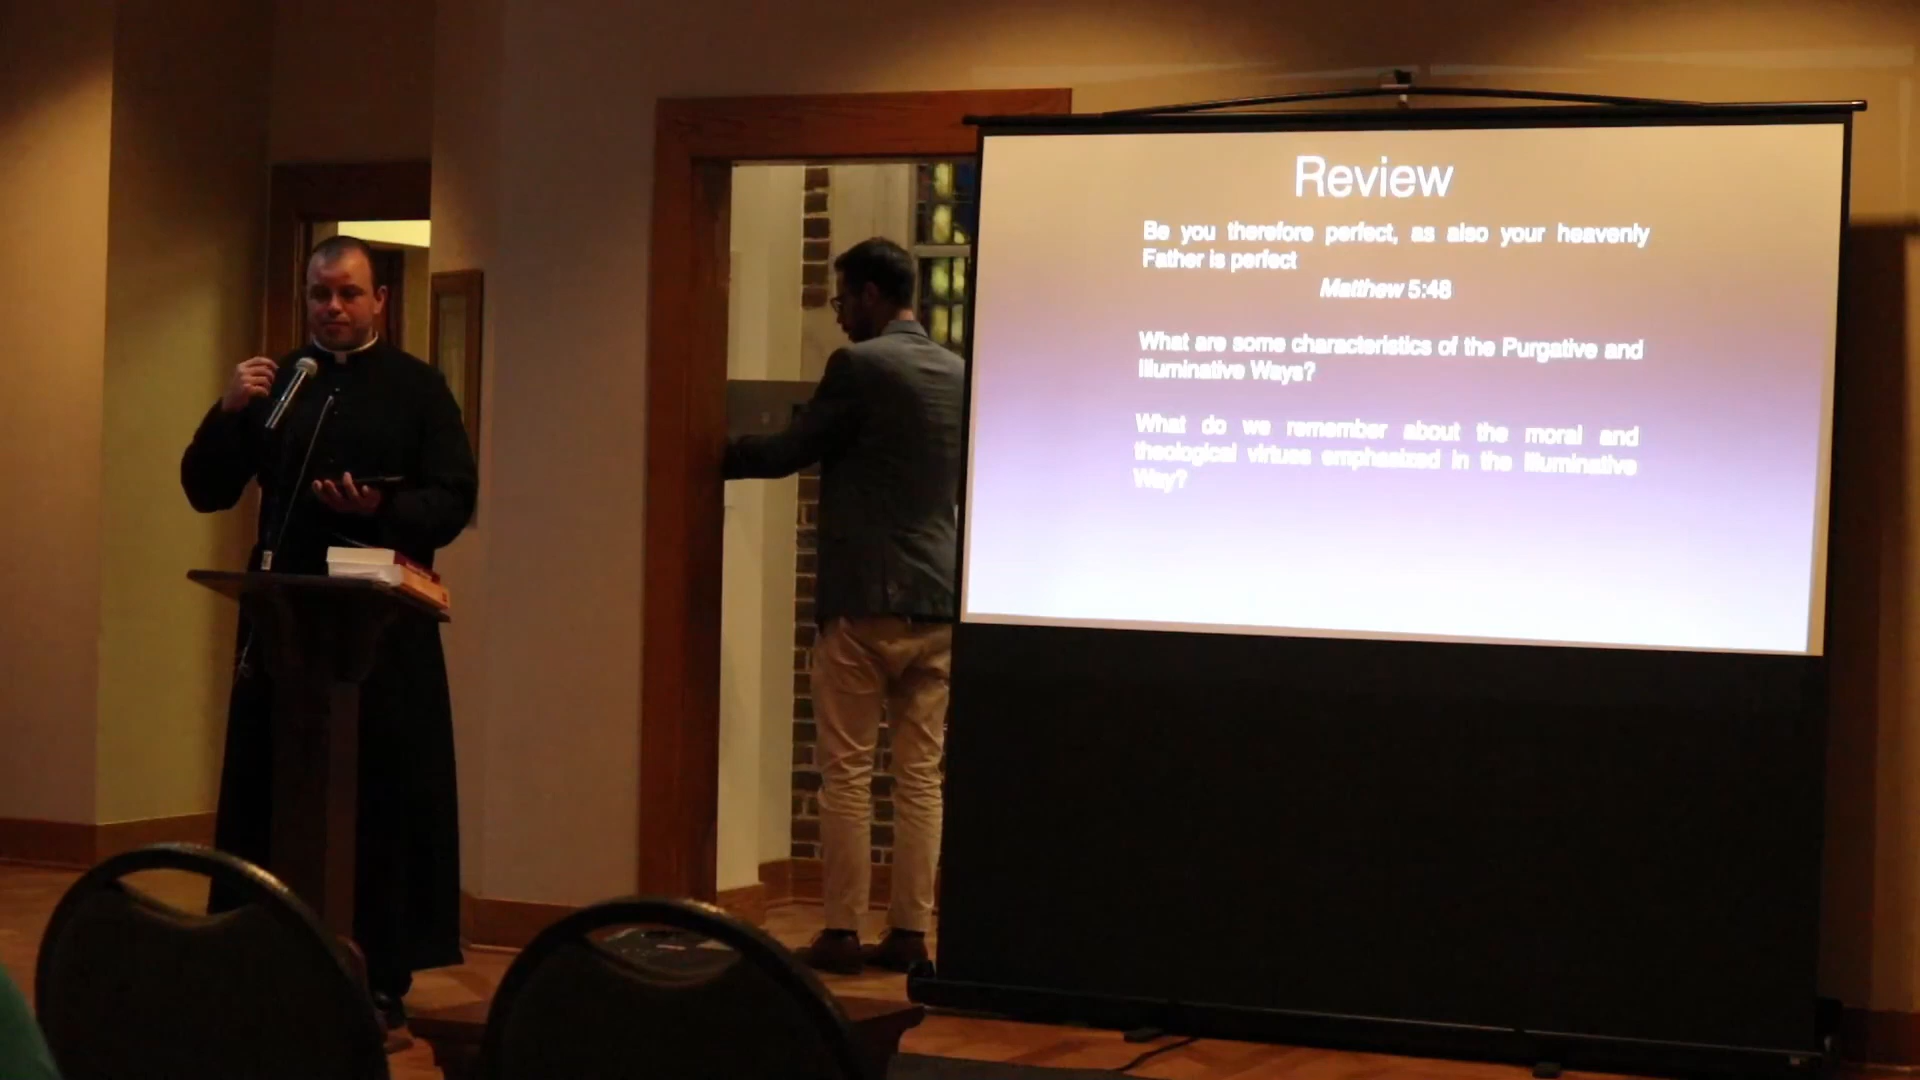 Review
Be you therefore perfect, as also your heavenly
Father is perfect
Matthew 5:48
What are some characteristics of the Purgative and
Illuminative Ways?
What do we remember about the moral and
theological virtues emphasized in the Illuminative
Way?